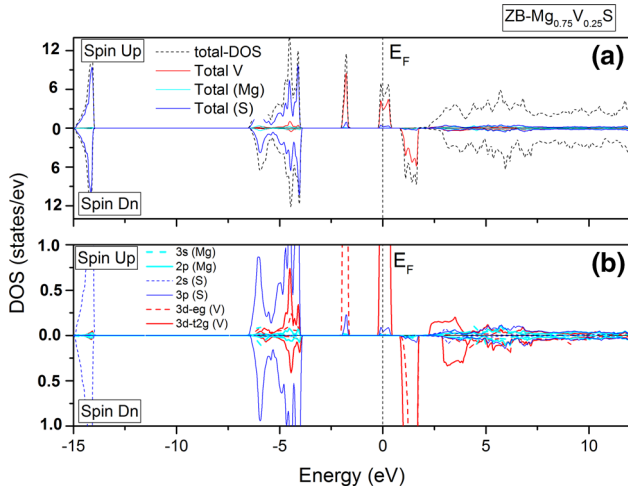 ZB-Mg0.75V0.25S
12
Spin Up
total-DOS
Total V
Total (Mg)
Total (S)
EF
(a)
6
0
6
12
Spin Dn
DOS (states/ev)
1.0
Spin Up
3s (Mg)
2p (Mg)
2s (S)
3p (S)
3d-eg (V)
3d-t2g (V)
EF
(b)
0.5
0.0
0.5
1.0
Spin Dn
-15 -10 -5 0 5 10
Energy (eV)